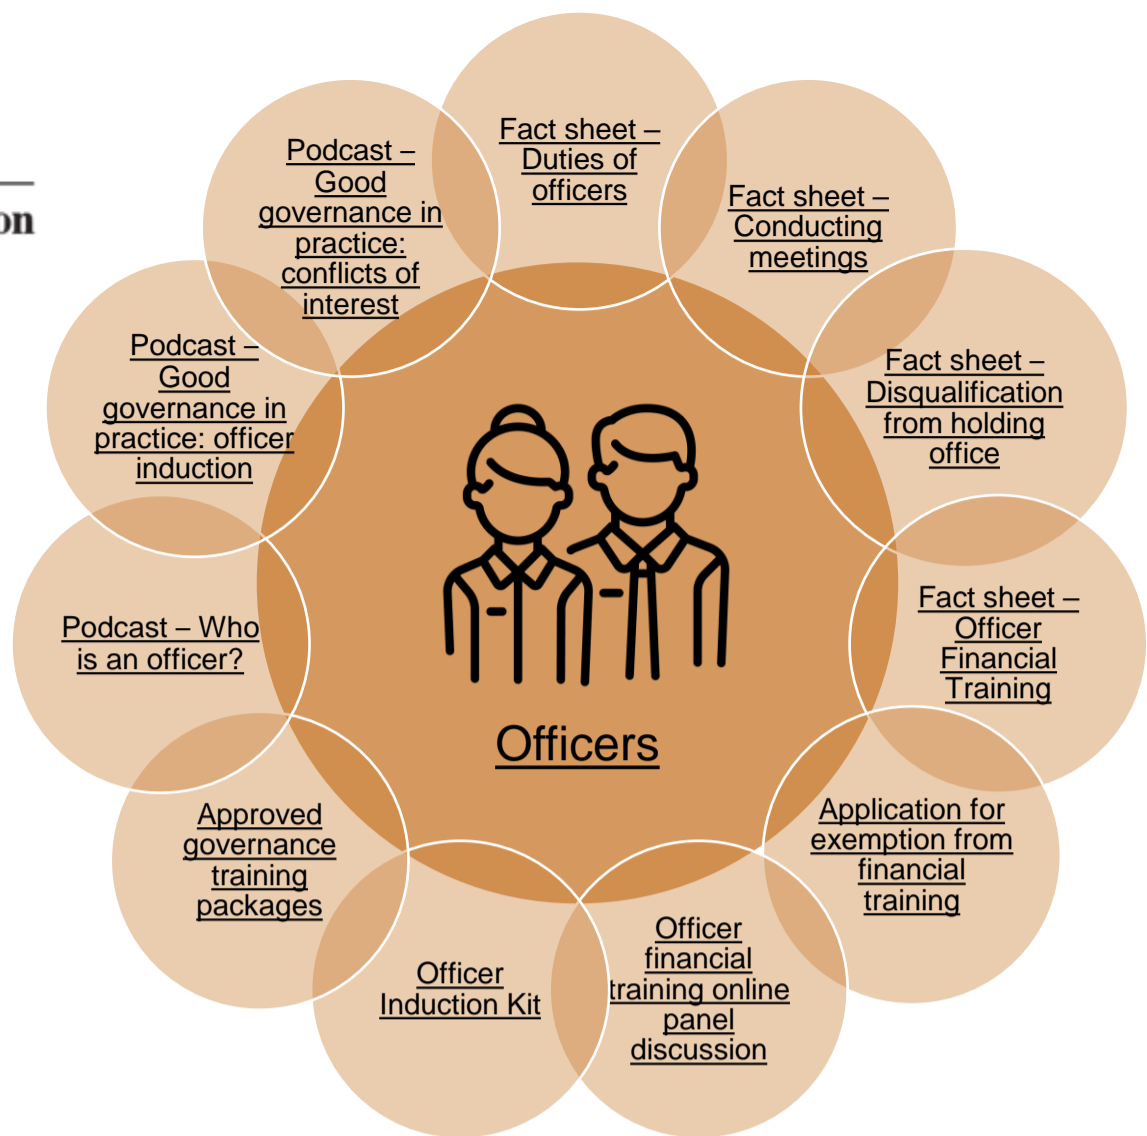 on
Fact sheet –
Duties of
officers
Fact sheet –
Conducting
meetings
Fact sheet –
Disqualification
from holding
office
Fact sheet –
Officer
Financial
Training
Application for
exemption from
financial
training
Officer
financial
training online
panel
discussion
Officer
Induction Kit
Approved
governance
training
packages
Podcast – Who
is an officer?
Podcast –
Good
governance in
practice: officer
induction
Podcast –
Good
governance in
practice:
conflicts of
interest
Officers